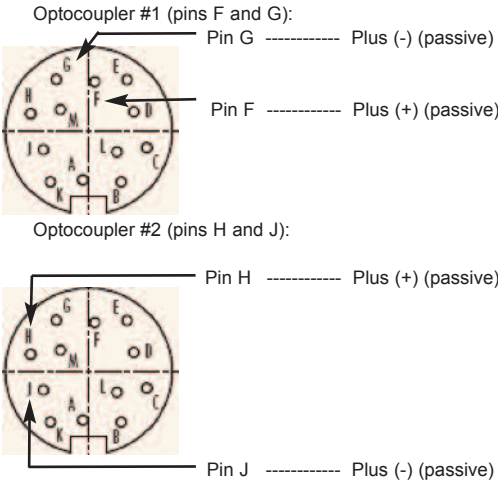 Optocoupler #1 (pins F and G):
Pin G ------------ Plus (-) (passive)
G E
F
H M D
Pin F ------------ Plus (+) (passive)
J L C
A
K B
Optocoupler #2 (pins H and J):
Pin H ------------ Plus (+) (passive)
G E
F
H M D
J L C
A
K B
Pin J ------------ Plus (-) (passive)